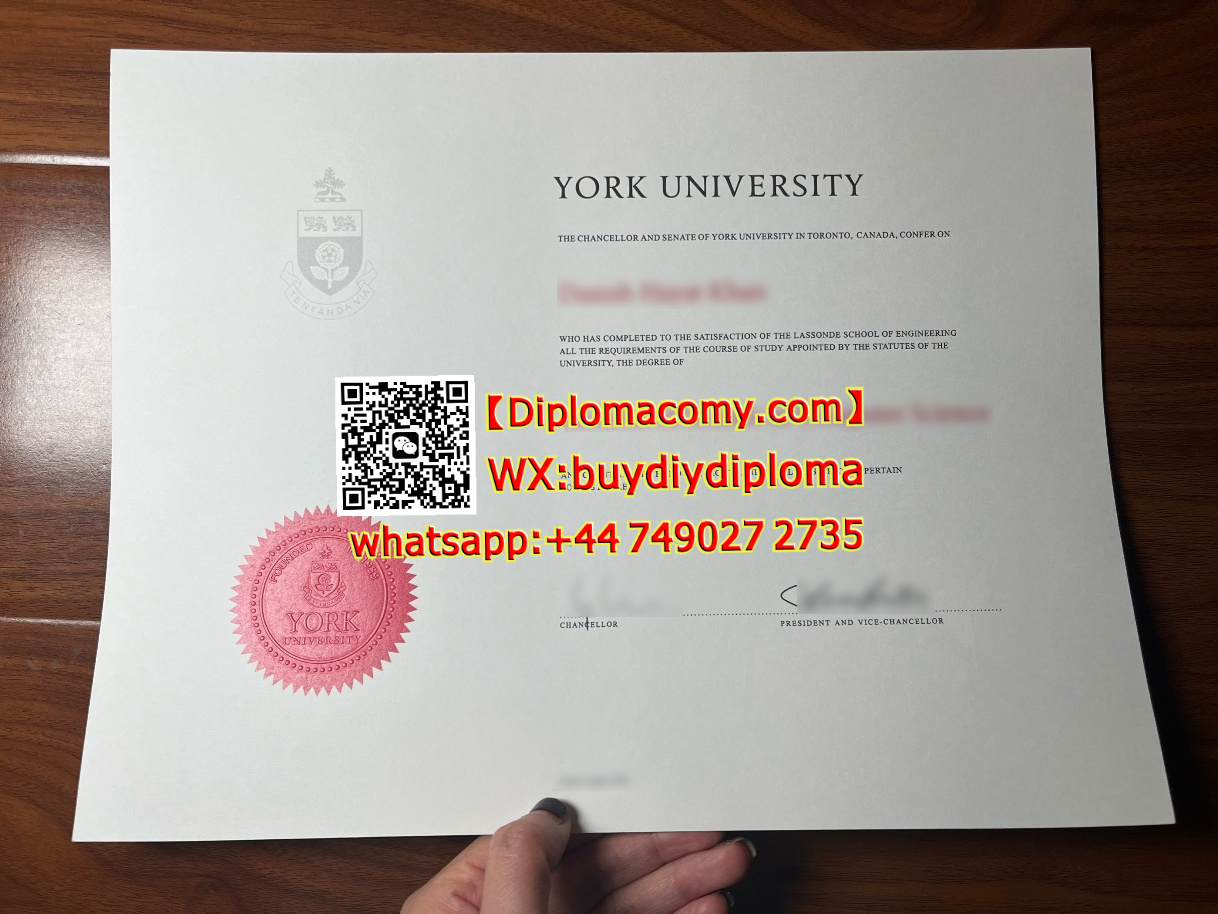 YORK UNIVERSITY
THE CHANCELLOR AND SENATE OF YORK UNIVERSITY IN TORONTO, CANADA, CONFER ON
TENTANDA VIA
WHO HAS COMPLETED TO THE SATISFACTION OF THE LASSONDE SCHOOL OF ENGINEERING
ALL THE REQUIREMENTS OF THE COURSE OF STUDY APPOINTED BY THE STATUTES OF THE
UNIVERSITY, THE DEGREE OF
【Diplomacomy.com】
Science
WX:buydiydiploma
PERTAIN
whatsapp:+44 749027 2735
FOUNDED
YORK
UNIVERSITY
CHANCELLOR
PRESIDENT AND VICE-CHANCELLOR